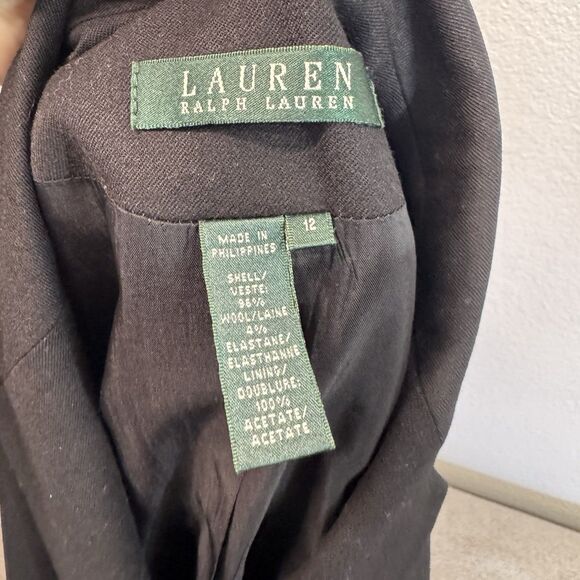 LAUREN
RALPH LAUREN
12
MADE IN
PHILIPPINES
SHELL/
VESTE:
96%
WOOL/LAINE
4%
ELASTANE/
ELASTHANNE
LINING/
DOUBLURE:
100%
ACETATE/
ACETATE